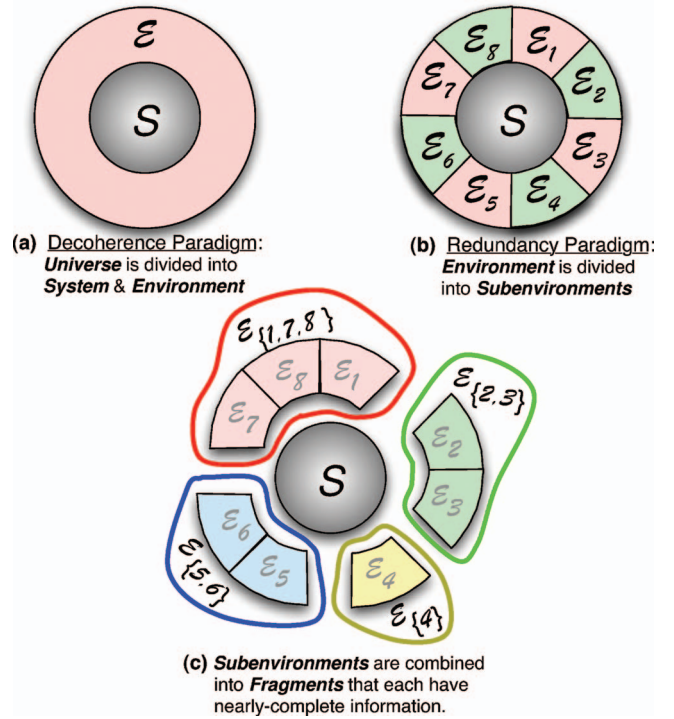 ℰ
S
(a) Decoherence Paradigm:
Universe is divided into
System & Environment
ℰ8 ℰ1
ℰ7 ℰ2
S
ℰ6 ℰ3
ℰ5 ℰ4
(b) Redundancy Paradigm:
Environment is divided
into Subenvironments
ℰ{1,7,8}
ℰ8 ℰ1
ℰ7
ℰ{2,3}
ℰ2
ℰ3
S
ℰ6
ℰ5
ℰ{5,6}
ℰ4
ℰ{4}
(c) Subenvironments are combined
into Fragments that each have
nearly-complete information.